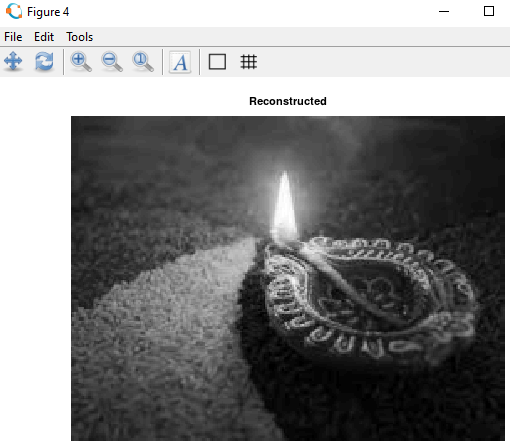 Figure 4
File Edit Tools
A
Reconstructed